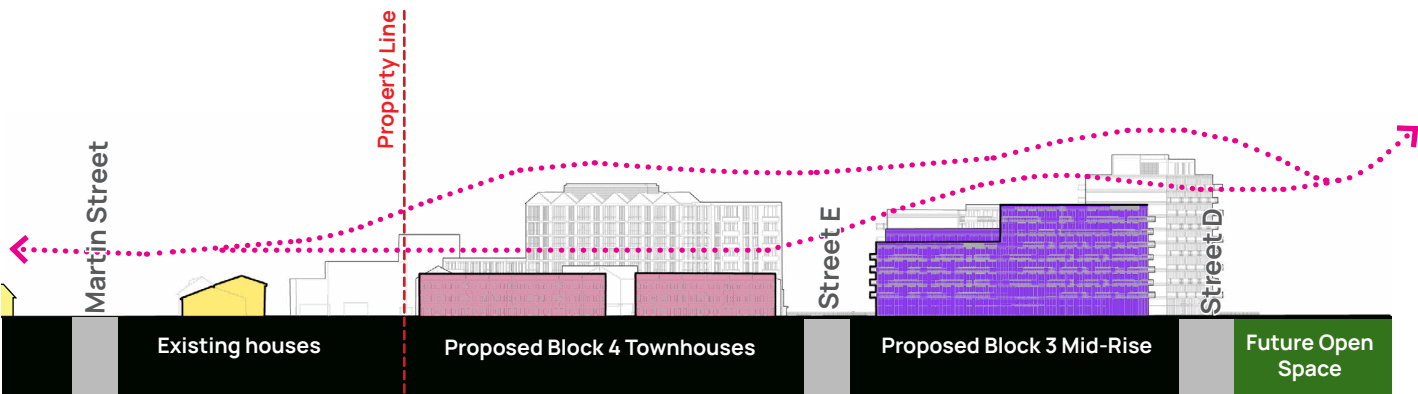 Property Line
Martin Street
Street E
Street D
Existing houses
Proposed Block 4 Townhouses
Proposed Block 3 Mid-Rise
Future Open
Space